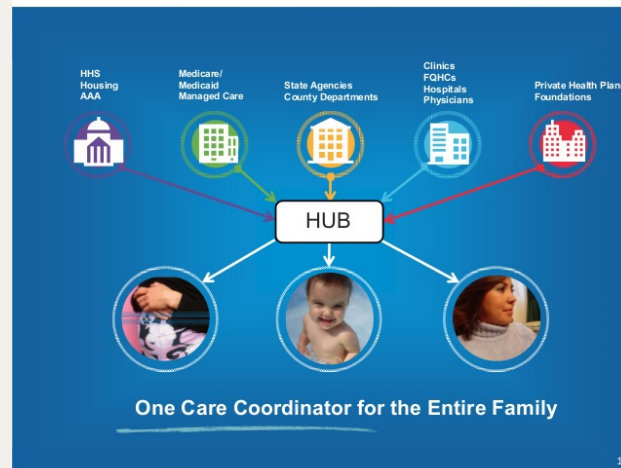 HHS
Housing
AAA
Medicare/
Medicaid
Managed Care
State Agencies
County Departments
Clinics
FQHCs
Hospitals
Physicians
Private Health Plans
Foundations
HUB
One Care Coordinator for the Entire Family